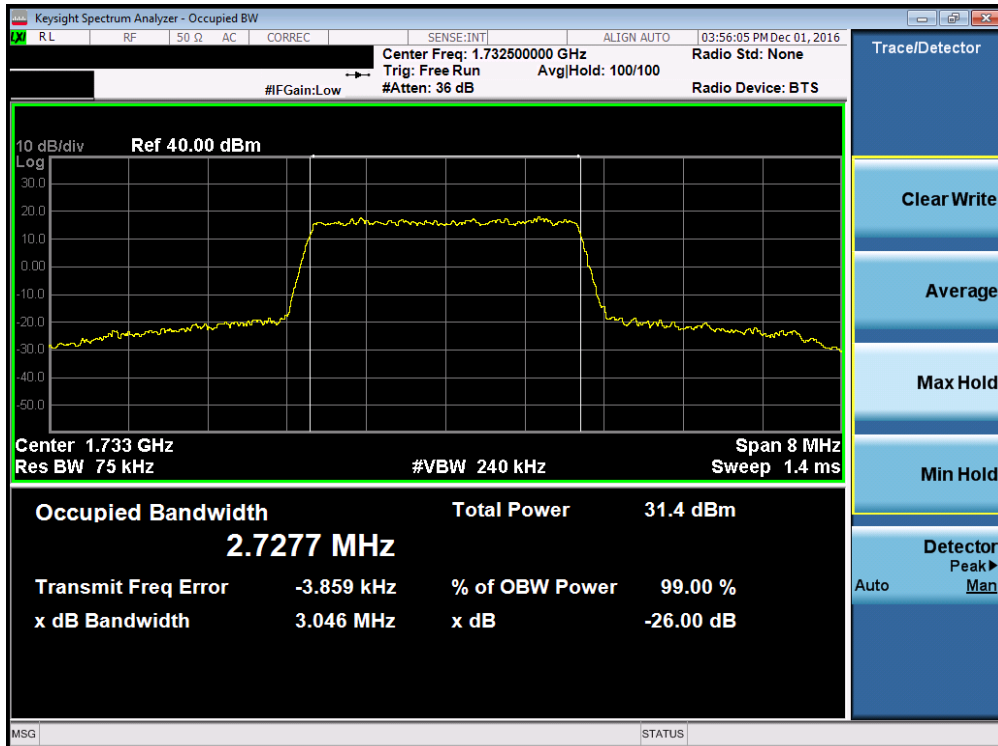 Keysight Spectrum Analyzer - Occupied BW
LXI RL RF 50 Ω AC CORREC SENSE:INT ALIGN AUTO 03:56:05 PM Dec 01, 2016
Center Freq: 1.732500000 GHz Radio Std: None
Trig: Free Run Avg|Hold: 100/100
#IFGain:Low #Atten: 36 dB Radio Device: BTS
Trace/Detector
10 dB/div Ref 40.00 dBm
Log
30.0
20.0
10.0
0.00
-10.0
-20.0
-30.0
-40.0
-50.0
Center 1.733 GHz Span 8 MHz
Res BW 75 kHz #VBW 240 kHz Sweep 1.4 ms
Occupied Bandwidth Total Power 31.4 dBm
2.7277 MHz
Transmit Freq Error -3.859 kHz % of OBW Power 99.00 %
x dB Bandwidth 3.046 MHz x dB -26.00 dB
Clear Write
Average
Max Hold
Min Hold
Detector
Peak▶
Auto Man
MSG STATUS